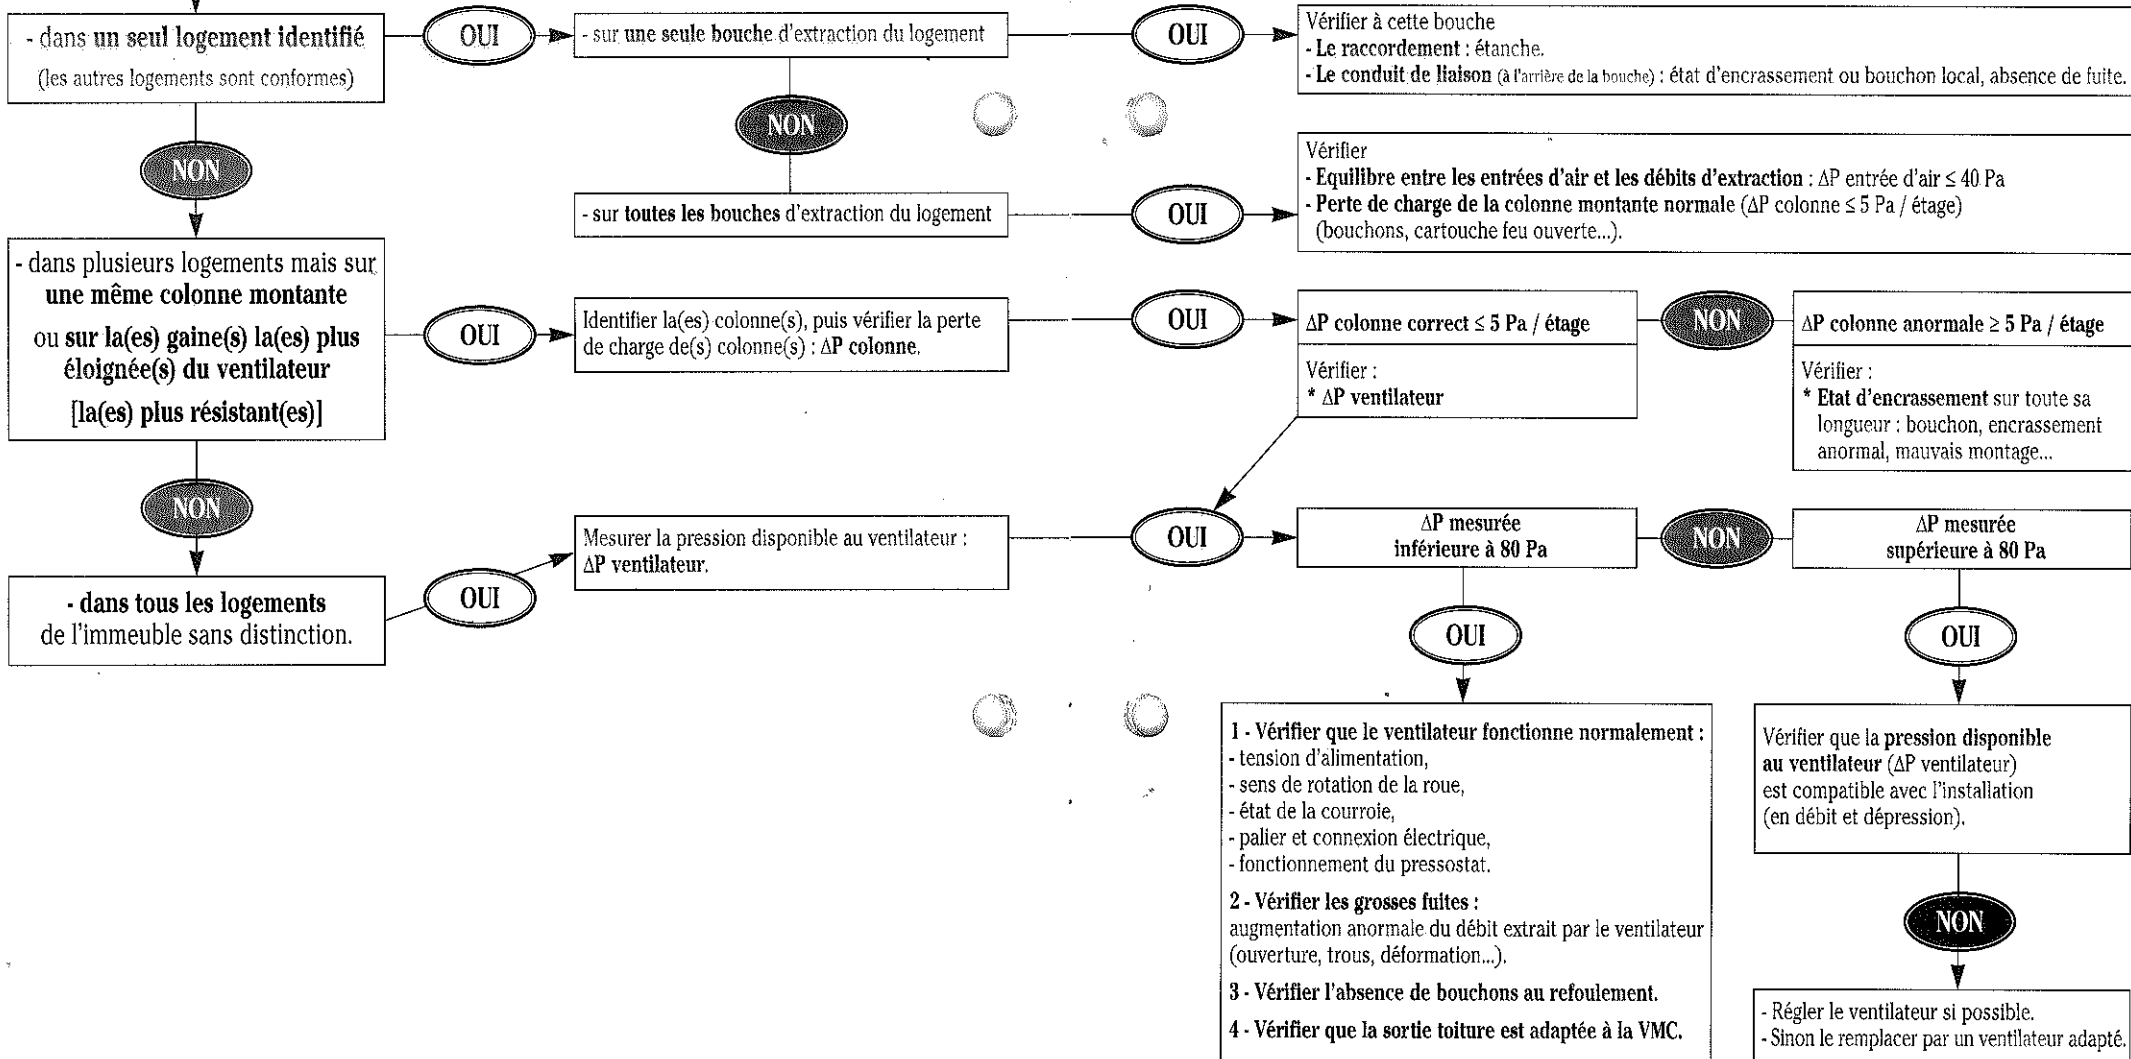 - dans un seul logement identifié
(les autres logements sont conformes)
OUI
- sur une seule bouche d'extraction du logement
OUI
Vérifier à cette bouche
- Le raccordement : étanche.
- Le conduit de liaison (à l'arrière de la bouche) : état d'encrassement ou bouchon local, absence de fuite.
NON
NON
- sur toutes les bouches d'extraction du logement
OUI
Vérifier
- Equilibre entre les entrées d'air et les débits d'extraction : ΔP entrée d'air ≤ 40 Pa
- Perte de charge de la colonne montante normale (ΔP colonne ≤ 5 Pa / étage)
(bouchons, cartouche feu ouverte...).
- dans plusieurs logements mais sur
une même colonne montante
ou sur la(es) gaine(s) la(es) plus
éloignée(s) du ventilateur
[la(es) plus résistant(es)]
OUI
Identifier la(es) colonne(s), puis vérifier la perte
de charge de(s) colonne(s) : ΔP colonne.
OUI
ΔP colonne correct ≤ 5 Pa / étage
Vérifier :
* ΔP ventilateur
NON
ΔP colonne anormale ≥ 5 Pa / étage
Vérifier :
* Etat d'encrassement sur toute sa
longueur : bouchon, encrassement
anormal, mauvais montage...
NON
- dans tous les logements
de l'immeuble sans distinction.
OUI
Mesurer la pression disponible au ventilateur :
ΔP ventilateur.
OUI
ΔP mesurée
inférieure à 80 Pa
NON
ΔP mesurée
supérieure à 80 Pa
OUI
OUI
1 - Vérifier que le ventilateur fonctionne normalement :
- tension d'alimentation,
- sens de rotation de la roue,
- état de la courroie,
- palier et connexion électrique,
- fonctionnement du pressostat.
2 - Vérifier les grosses fuites :
augmentation anormale du débit extrait par le ventilateur
(ouverture, trous, déformation...).
3 - Vérifier l'absence de bouchons au refoulement.
4 - Vérifier que la sortie toiture est adaptée à la VMC.
Vérifier que la pression disponible
au ventilateur (ΔP ventilateur)
est compatible avec l'installation
(en débit et dépression).
NON
- Régler le ventilateur si possible.
- Sinon le remplacer par un ventilateur adapté.